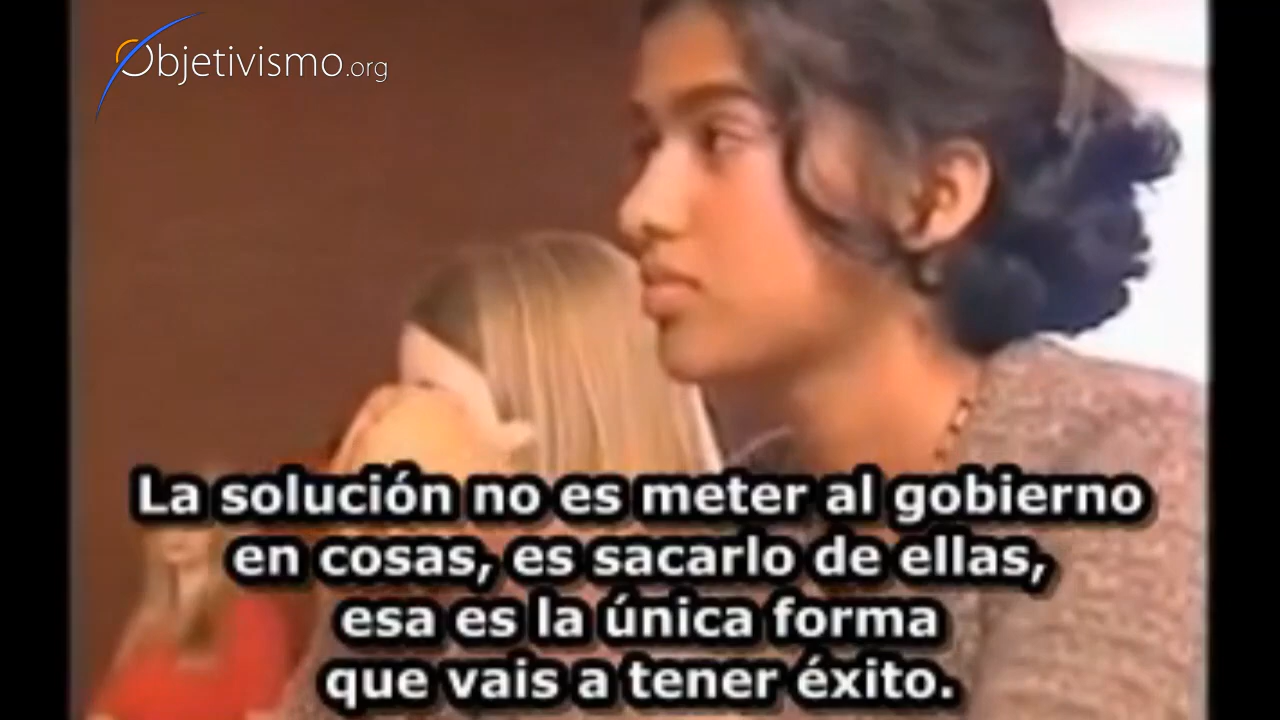 Objetivismo.org
La solución no es meter al gobierno
en cosas, es sacarlo de ellas,
esa es la única forma
que vais a tener éxito.